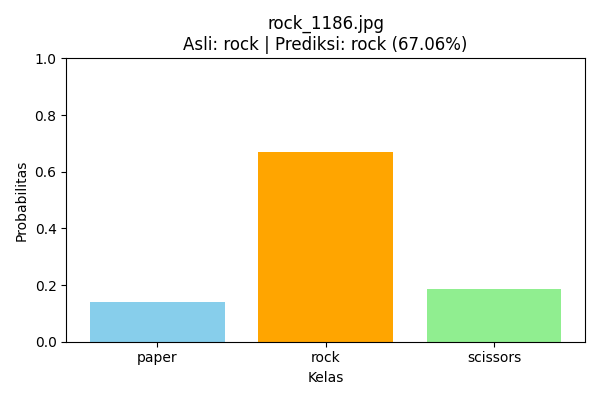 rock_1186.jpg
Asli: rock | Prediksi: rock (67.06%)
1.0
0.8
0.6
0.4
0.2
0.0
Probabilitas
paper
rock
scissors
Kelas